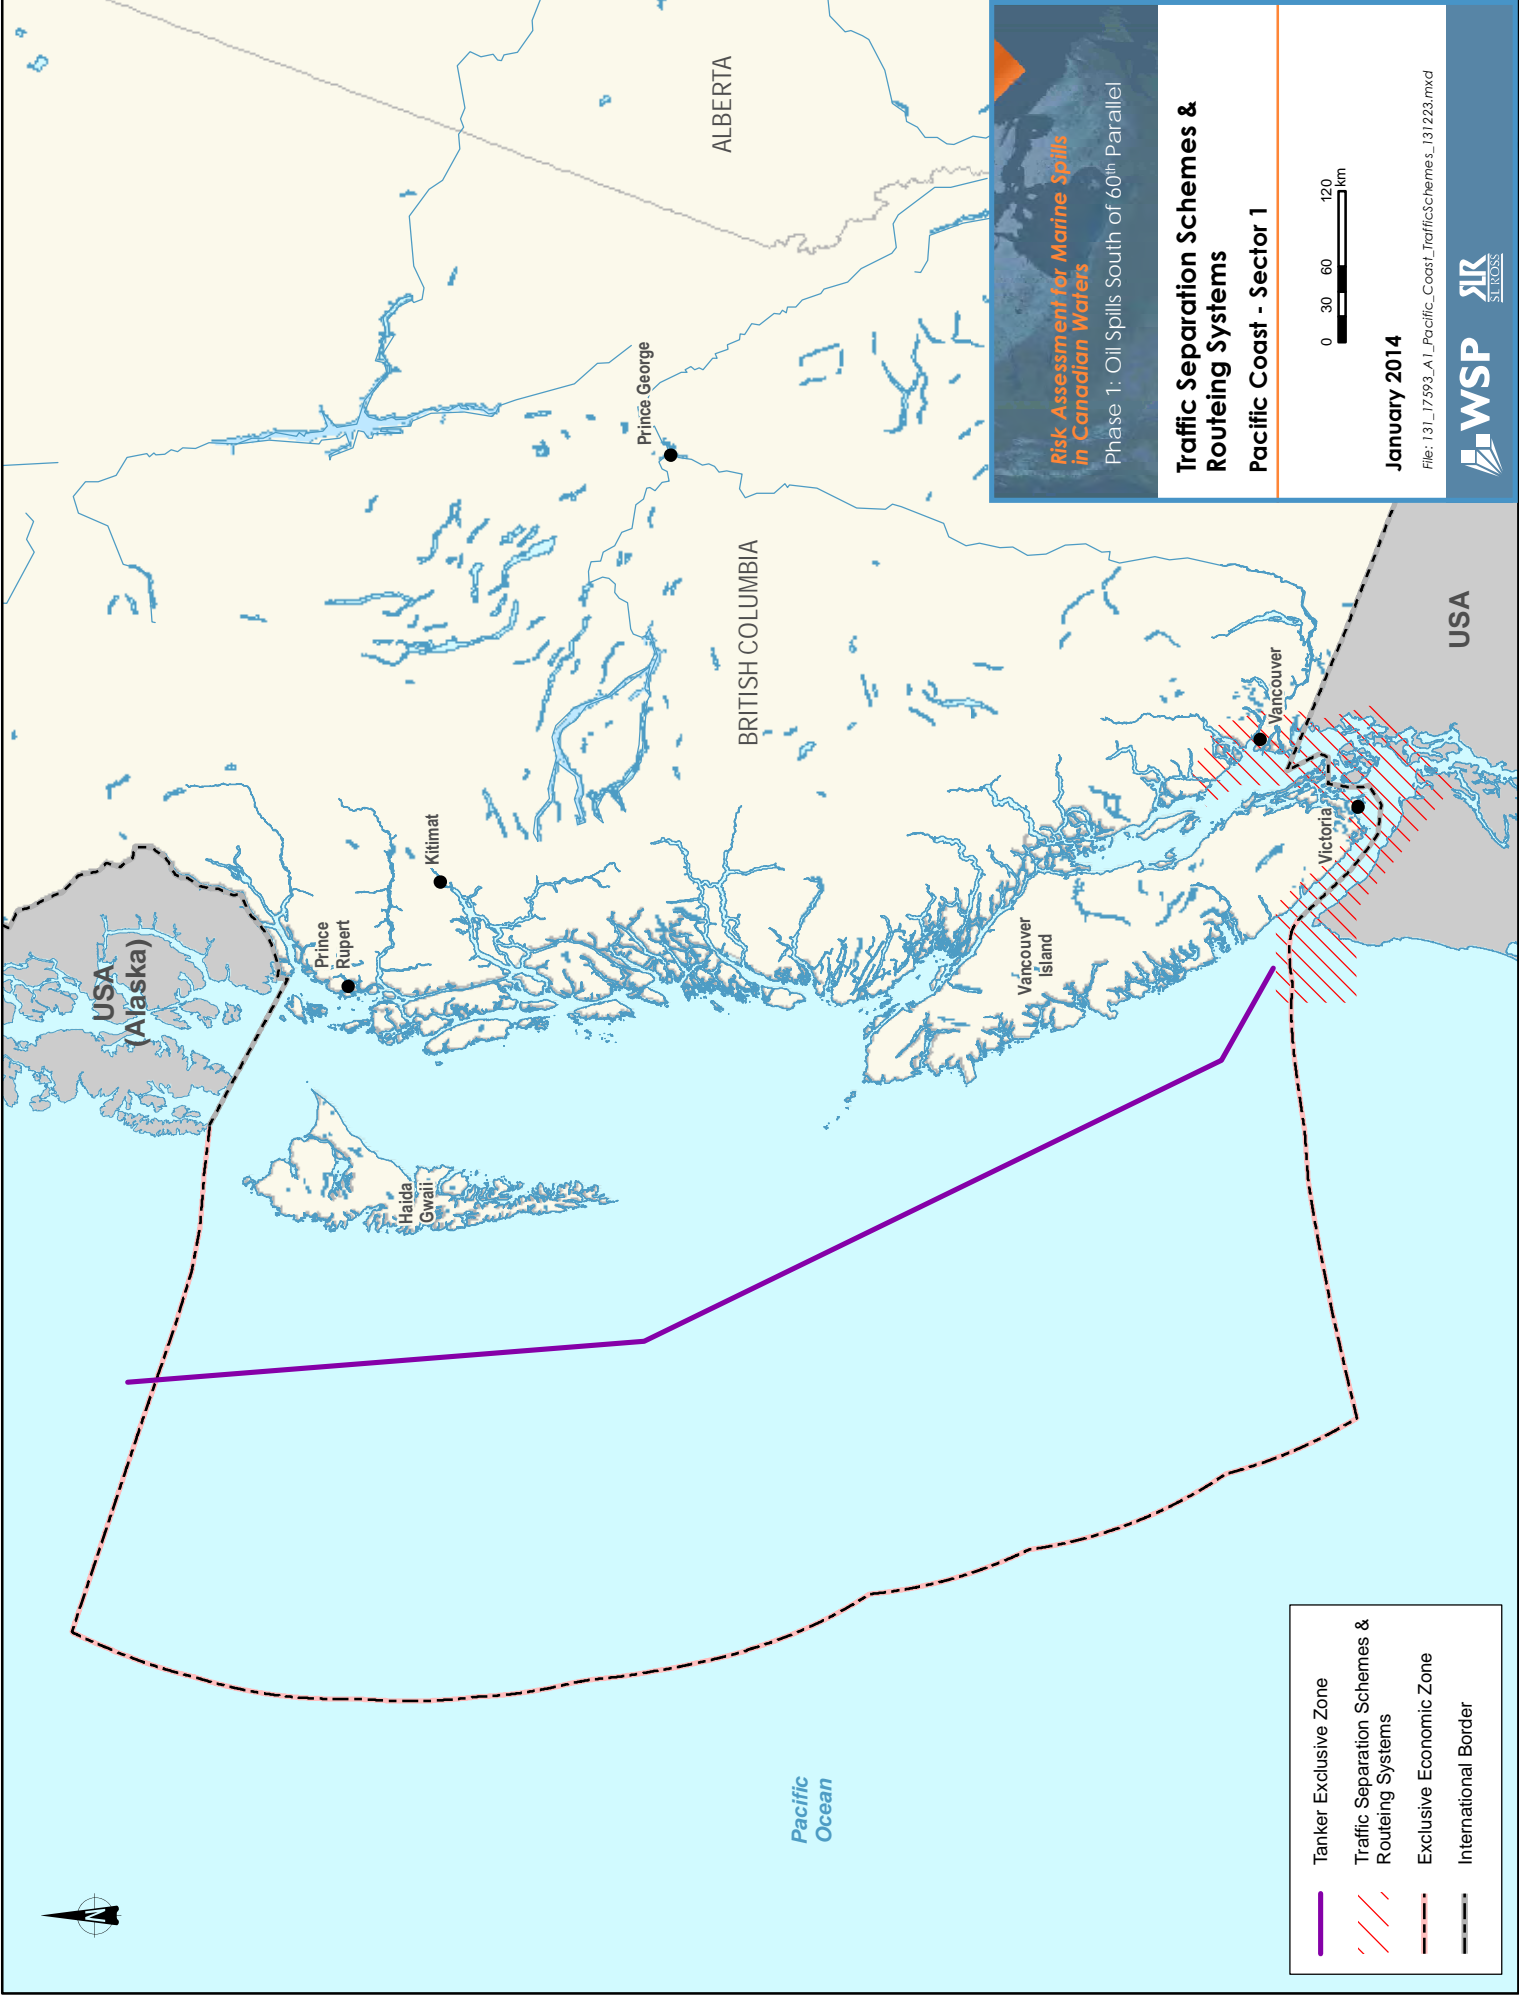 USA
(Alaska)
ALBERTA
BRITISH COLUMBIA
Prince George
Kitimat
Prince
Rupert
Haida
Gwaii
Vancouver
Island
Victoria
Vancouver
USA
Pacific
Ocean
N
Tanker Exclusive Zone
Traffic Separation Schemes &
Routeing Systems
Exclusive Economic Zone
International Border
Risk Assessment for Marine Spills
in Canadian Waters
Phase 1: Oil Spills South of 60th Parallel
Traffic Separation Schemes &
Routeing Systems
Pacific Coast - Sector 1
0 30 60 120
km
January 2014
File: 131_17593_A1_Pacific_Coast_TrafficSchemes_131223.mxd
WSP
SLR
SL ROSS